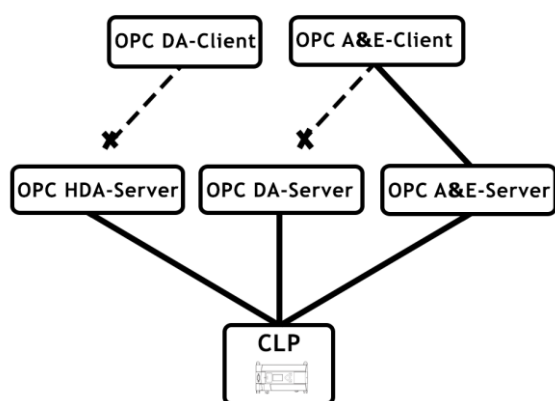 OPC DA-Client
OPC A&E-Client
OPC HDA-Server
OPC DA-Server
OPC A&E-Server
CLP